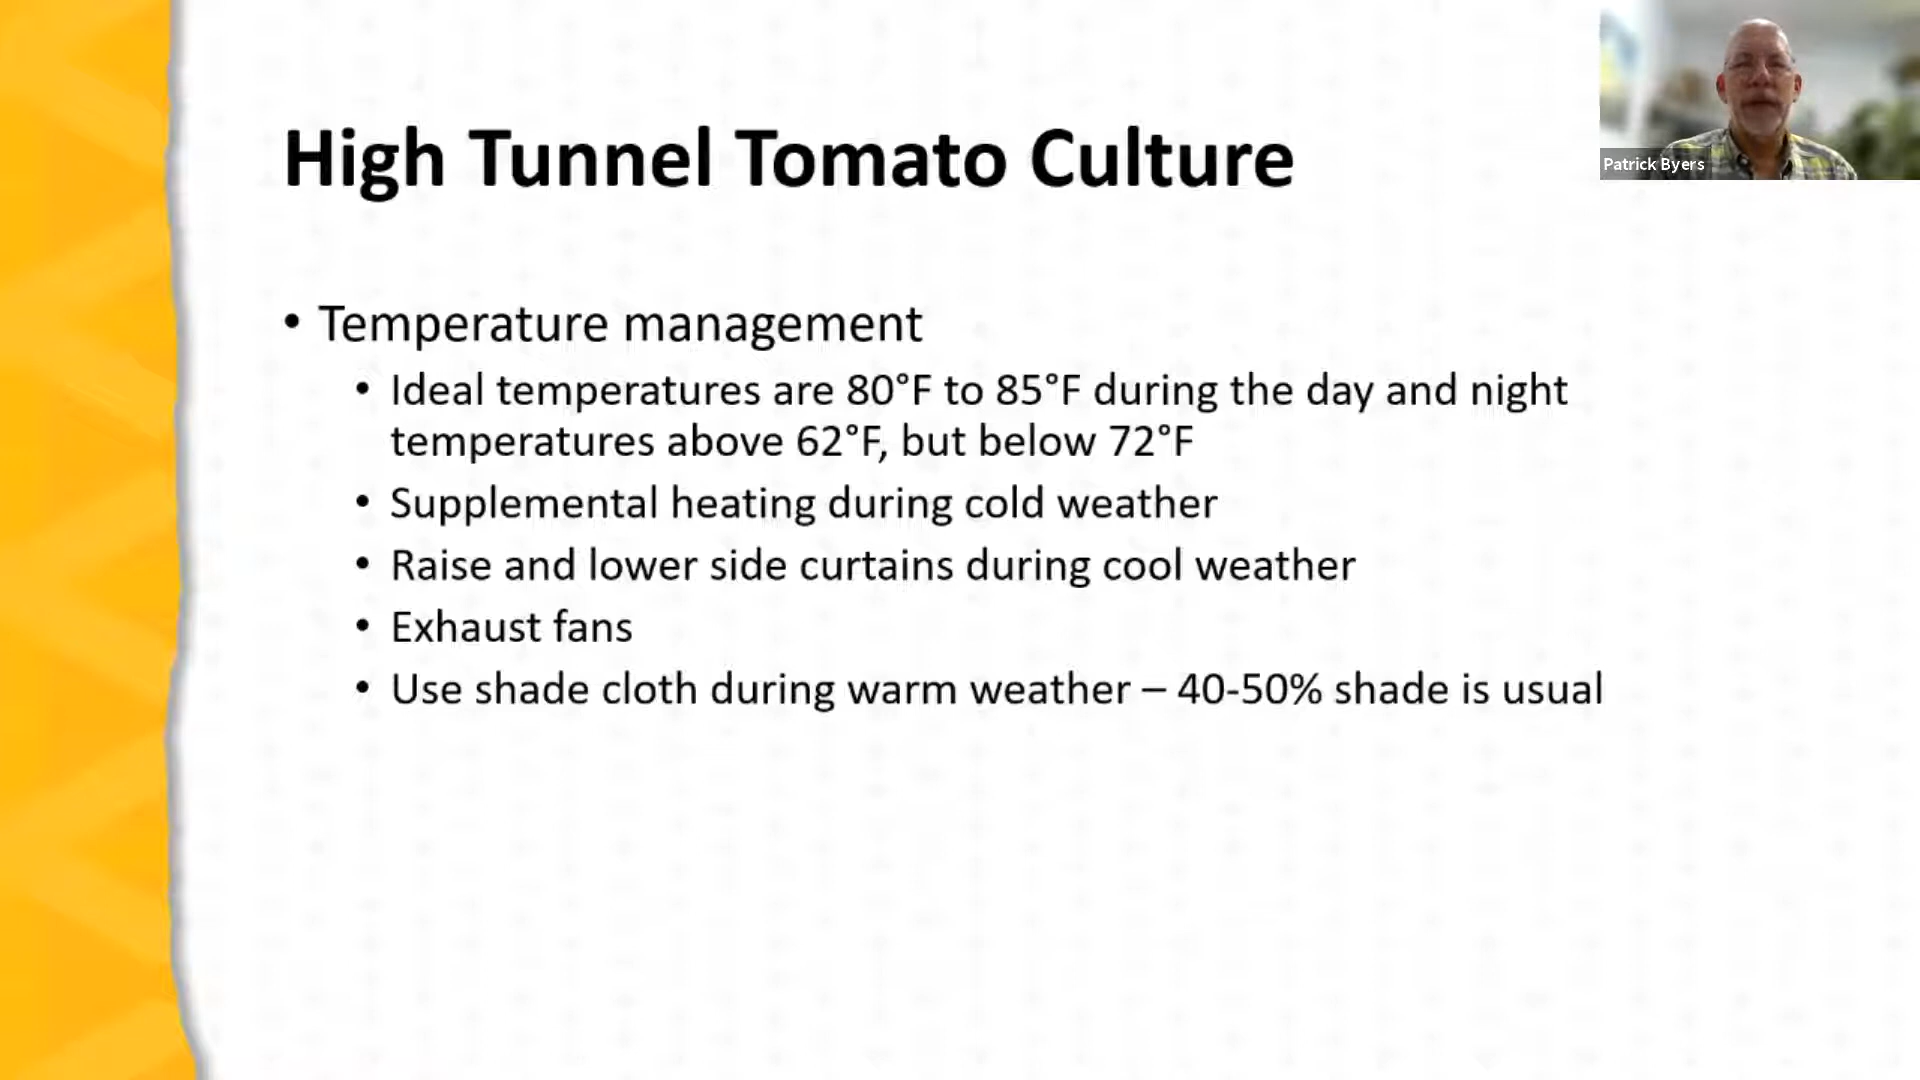 High Tunnel Tomato Culture
Patrick Byers
• Temperature management
• Ideal temperatures are 80°F to 85°F during the day and night
temperatures above 62°F, but below 72°F
• Supplemental heating during cold weather
• Raise and lower side curtains during cool weather
• Exhaust fans
• Use shade cloth during warm weather – 40-50% shade is usual